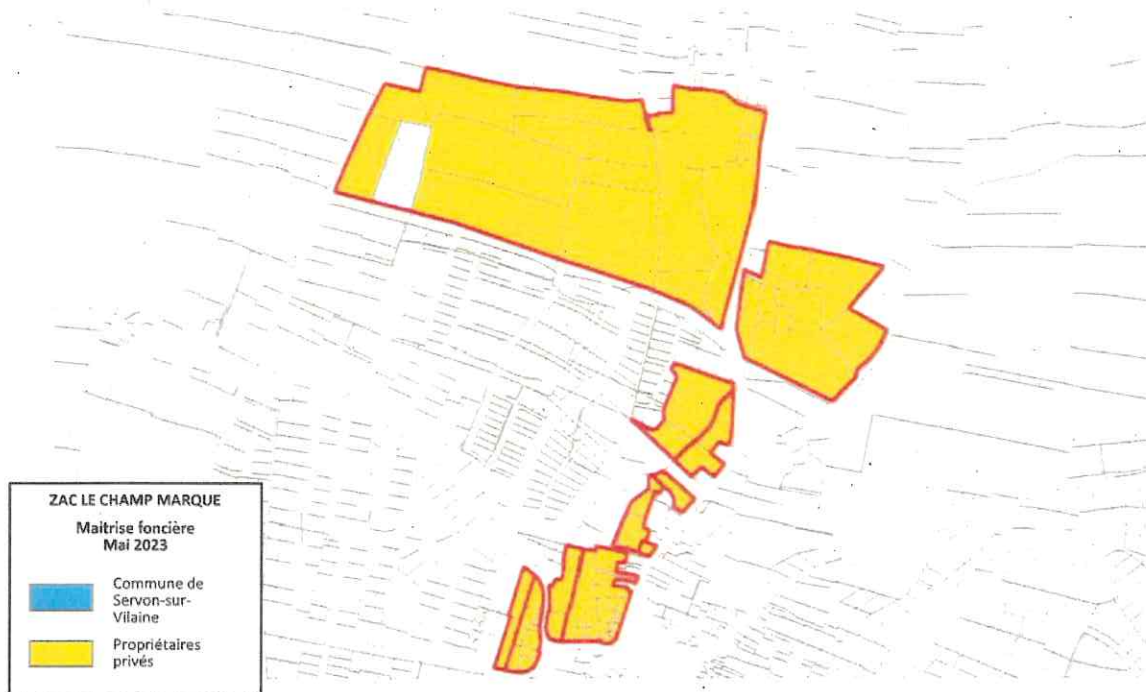 ZAC LE CHAMP MARQUE
Maitrise foncière
Mai 2023
Commune de
Servon-sur-
Vilaine
Propriétaires
privés